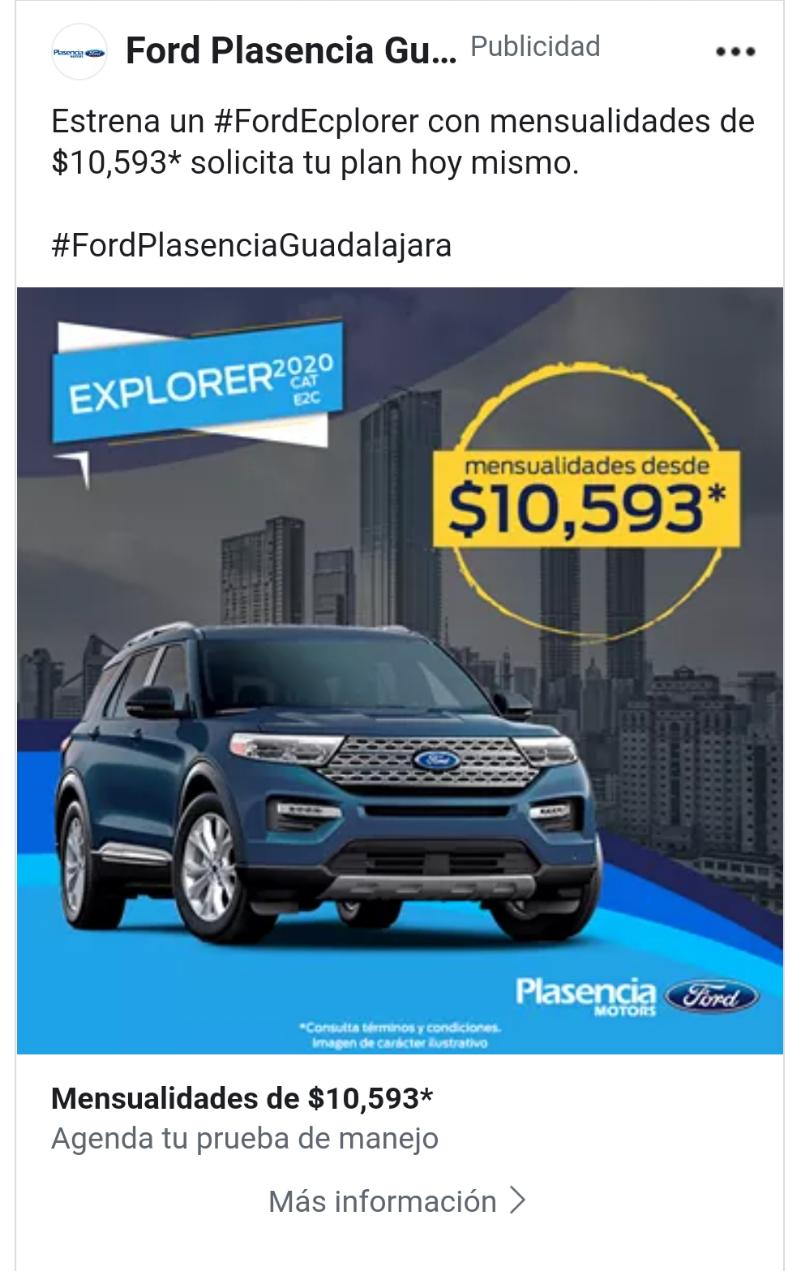 Ford Plasencia Gu... Publicidad
Estrena un #FordEcplorer con mensualidades de
$10,593* solicita tu plan hoy mismo.
#FordPlasenciaGuadalajara
EXPLORER 2020
CAT
E2C
mensualidades desde
$10,593*
Plasencia
MOTORS
Ford
*Consulta términos y condiciones.
Imagen de carácter ilustrativo
Mensualidades de $10,593*
Agenda tu prueba de manejo
Más información